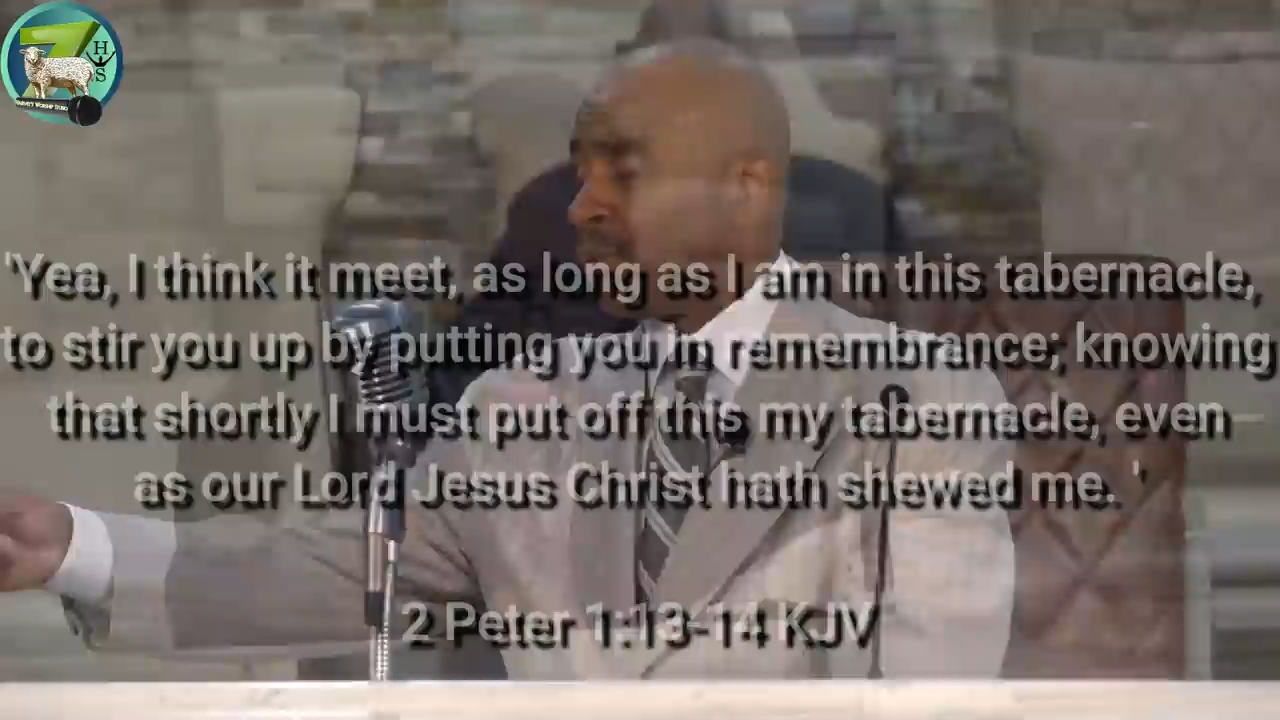 H
S
HARVEY WORSHIP
'Yea, I think it meet, as long as I am in this tabernacle,
to stir you up by putting you in remembrance; knowing
that shortly I must put off this my tabernacle, even
as our Lord Jesus Christ hath shewed me. '
2 Peter 1:13-14 KJV